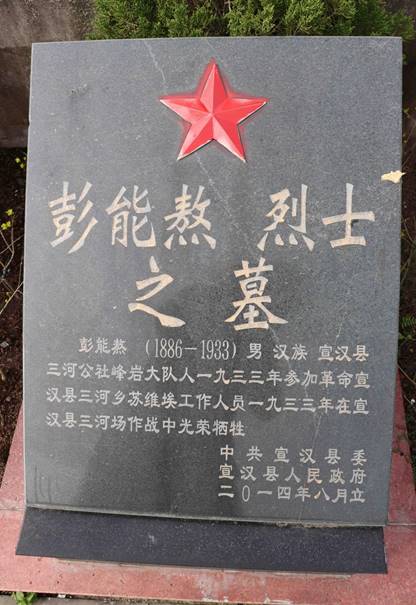 彭能熬 烈士
之墓
彭能熬 (1886-1933) 男 汉族 宣汉县
三河公社峰岩大队人一九三三年参加革命宣
汉县三河乡苏维埃工作人员一九三三年在宣
汉县三河场作战中光荣牺牲
中共宣汉县委
宣汉县人民政府
二0一四年八月立